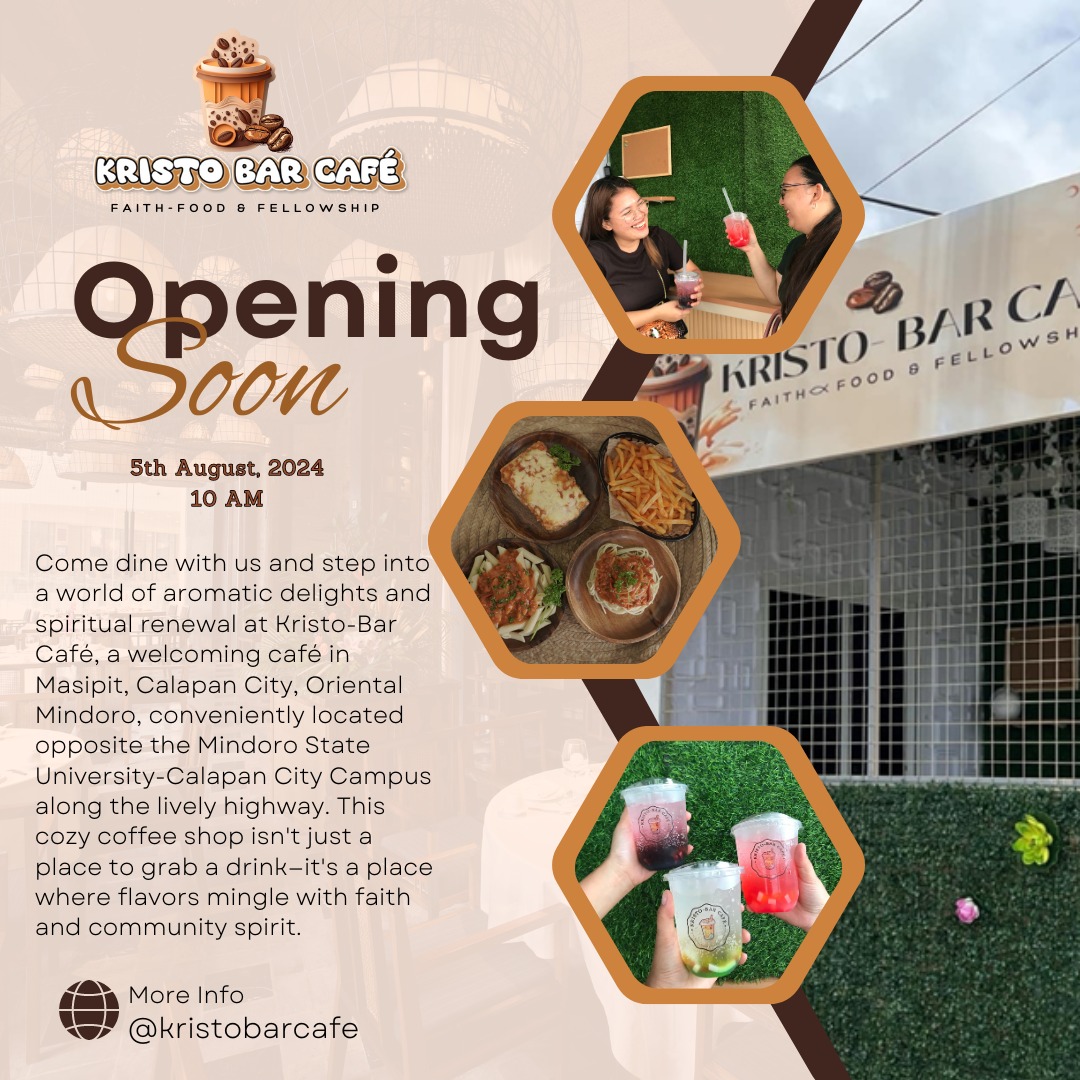 KRISTO BAR CAFÉ
FAITH-FOOD & FELLOWSHIP
Opening
Soon
5th August, 2024
10 AM
Come dine with us and step into
a world of aromatic delights and
spiritual renewal at Kristo-Bar
Café, a welcoming café in
Masipit, Calapan City, Oriental
Mindoro, conveniently located
opposite the Mindoro State
University-Calapan City Campus
along the lively highway. This
cozy coffee shop isn't just a
place to grab a drink—it's a place
where flavors mingle with faith
and community spirit.
More Info
@kristobarcafe
KRISTO- BAR CA
FAITH FOOD & FELLOWSH
KRISTO-BAR CAFE